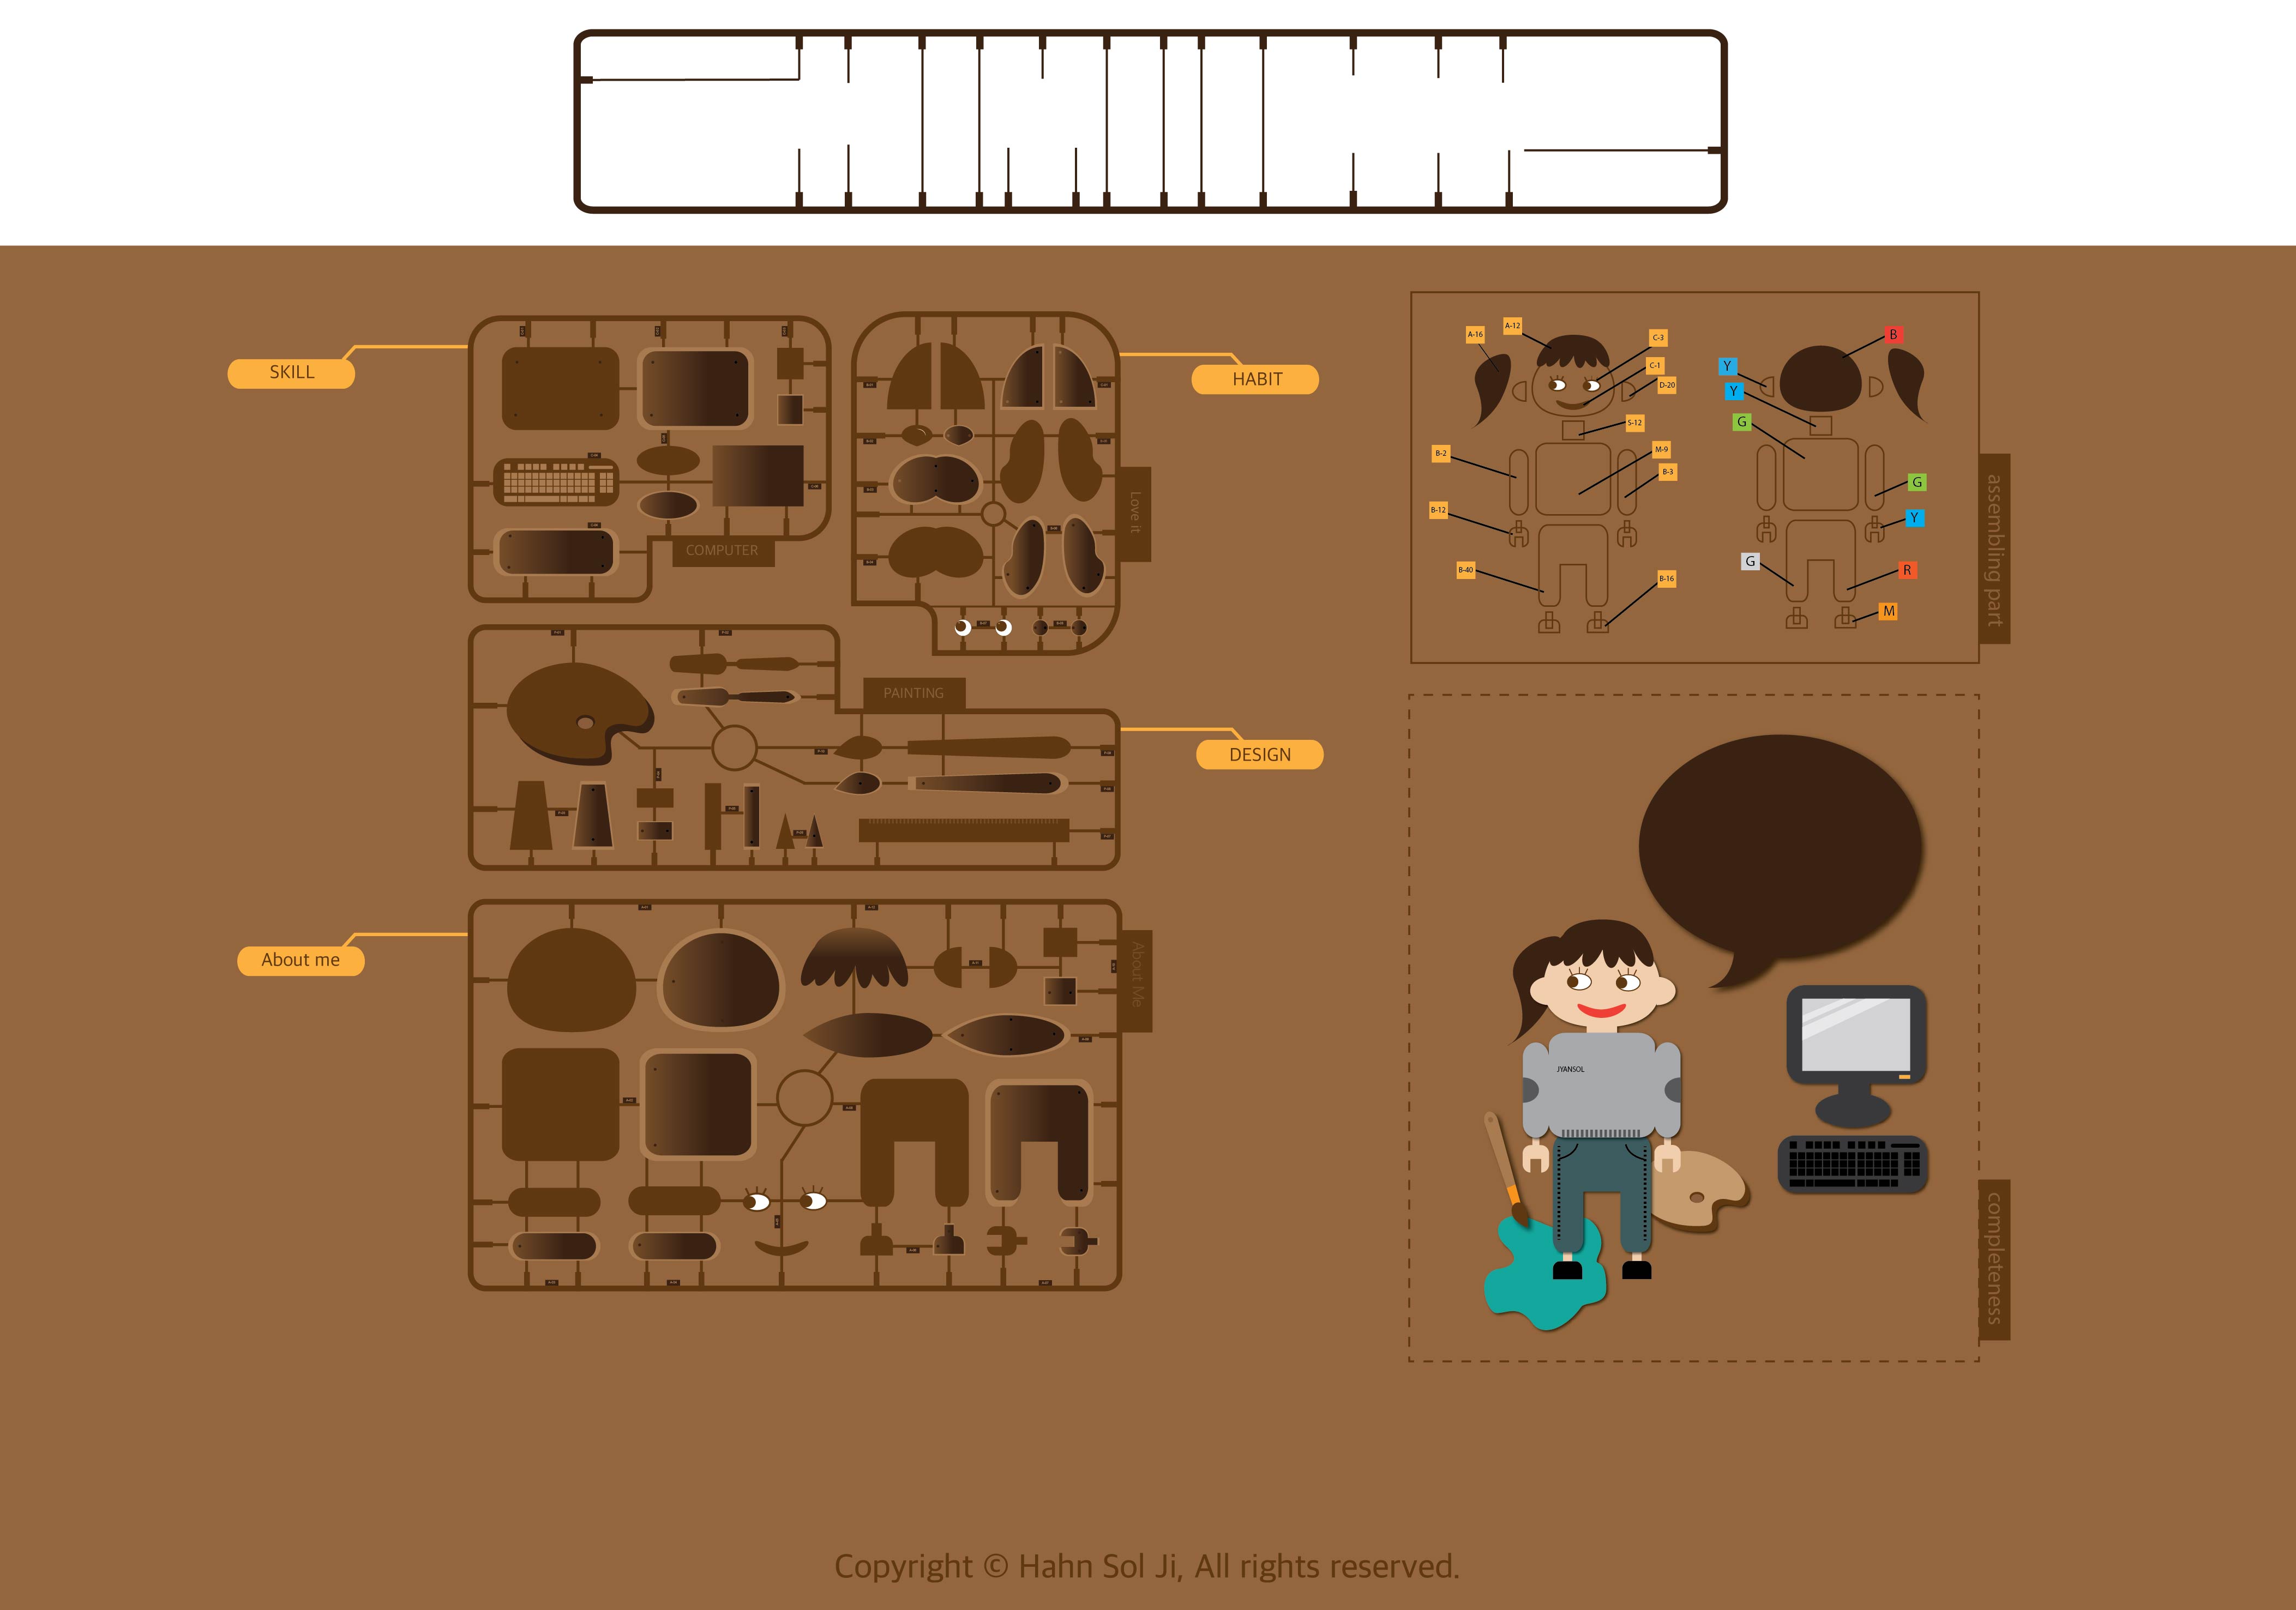 SKILL
HABIT
COMPUTER
Love it
PAINTING
DESIGN
About me
About Me
A-16
A-12
C-3
C-1
D-20
S-12
M-9
B-3
B-2
B-12
B-40
B-16
B
Y
Y
G
G
Y
G
R
M
assembling part
JYANSOL
completeness
Copyright © Hahn Sol Ji, All rights reserved.